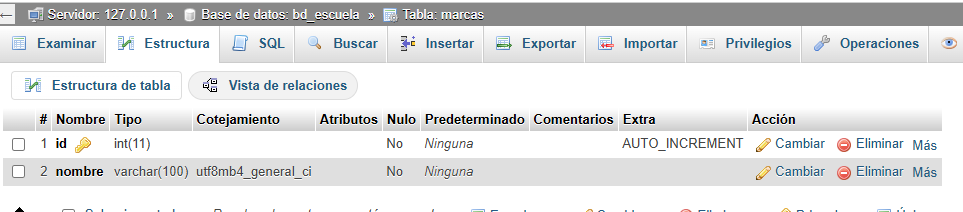 Servidor: 127.0.0.1 » Base de datos: bd_escuela » Tabla: marcas
Examinar Estructura SQL Buscar Insertar Exportar Importar Privilegios Operaciones
Estructura de tabla Vista de relaciones
# Nombre Tipo Cotejamiento Atributos Nulo Predeterminado Comentarios Extra Acción
1 id int(11) No Ninguna AUTO_INCREMENT Cambiar Eliminar Más
2 nombre varchar(100) utf8mb4_general_ci No Ninguna Cambiar Eliminar Más